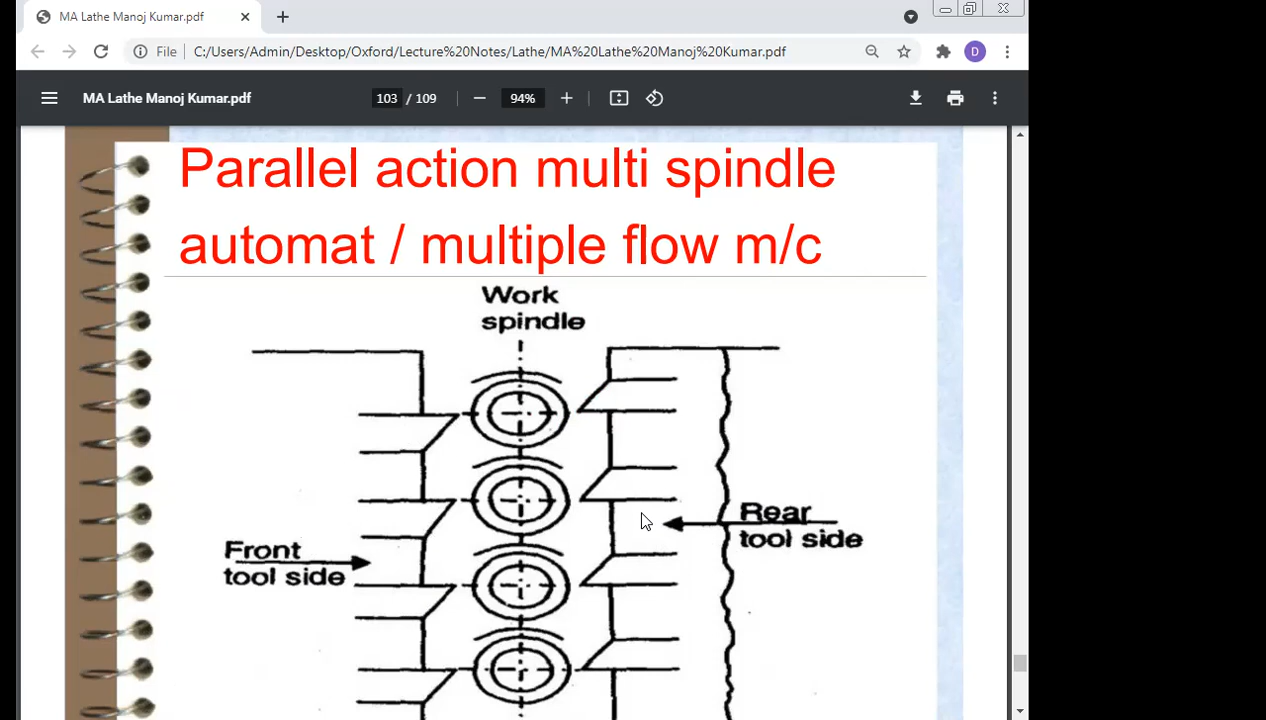 MA Lathe Manoj Kumar.pdf
File C:/Users/Admin/Desktop/Oxford/Lecture%20Notes/Lathe/MA%20Lathe%20Manoj%20Kumar.pdf
D
MA Lathe Manoj Kumar.pdf 103 / 109 94%
Parallel action multi spindle
automat / multiple flow m/c
Work
spindle
Rear
tool side
Front
tool side